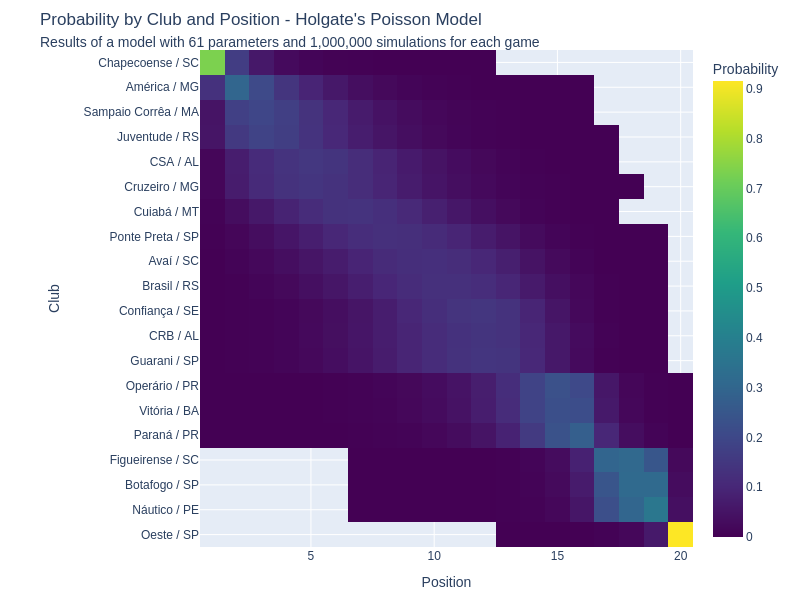 Probability by Club and Position - Holgate's Poisson Model
Results of a model with 61 parameters and 1,000,000 simulations for each game
Probability
Club
Chapecoense / SC
América / MG
Sampaio Corrêa / MA
Juventude / RS
CSA / AL
Cruzeiro / MG
Cuiabá / MT
Ponte Preta / SP
Avaí / SC
Brasil / RS
Confiança / SE
CRB / AL
Guarani / SP
Operário / PR
Vitória / BA
Paraná / PR
Figueirense / SC
Botafogo / SP
Náutico / PE
Oeste / SP
0.9
0.8
0.7
0.6
0.5
0.4
0.3
0.2
0.1
0
5
10
15
20
Position